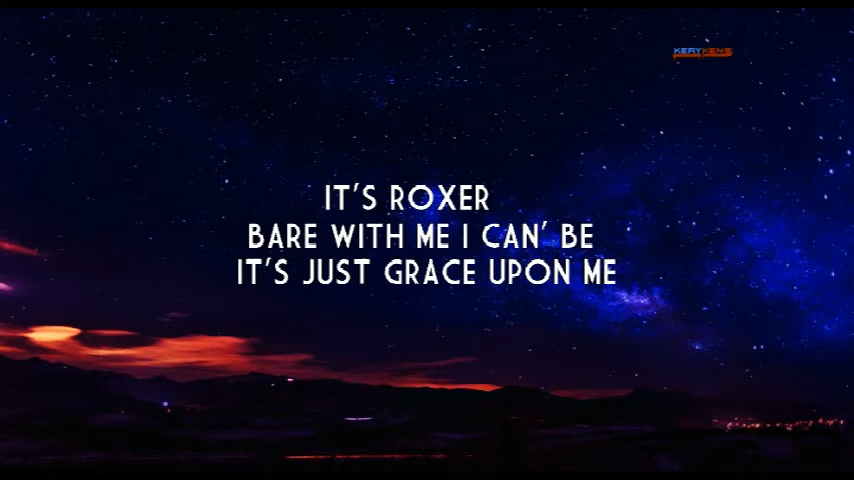 KERYKENS
IT'S ROXER
BARE WITH ME I CAN' BE
IT'S JUST GRACE UPON ME